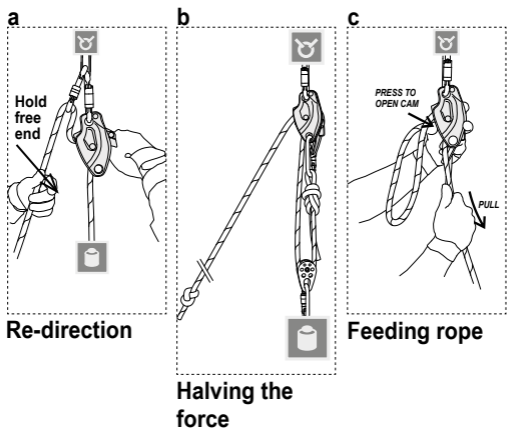 a
Hold
free
end
Re-direction
b
Halving the
force
c
PRESS TO
OPEN CAM
PULL
Feeding rope